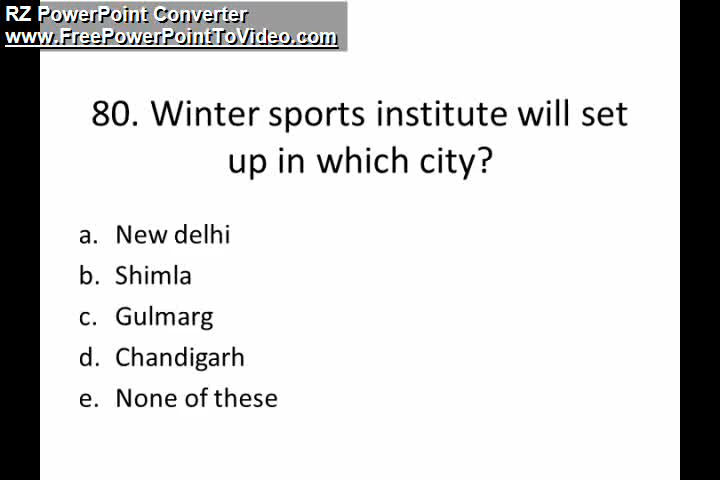 RZ PowerPoint Converter
www.FreePowerPointToVideo.com
80. Winter sports institute will set
up in which city?
a. New delhi
b. Shimla
c. Gulmarg
d. Chandigarh
e. None of these